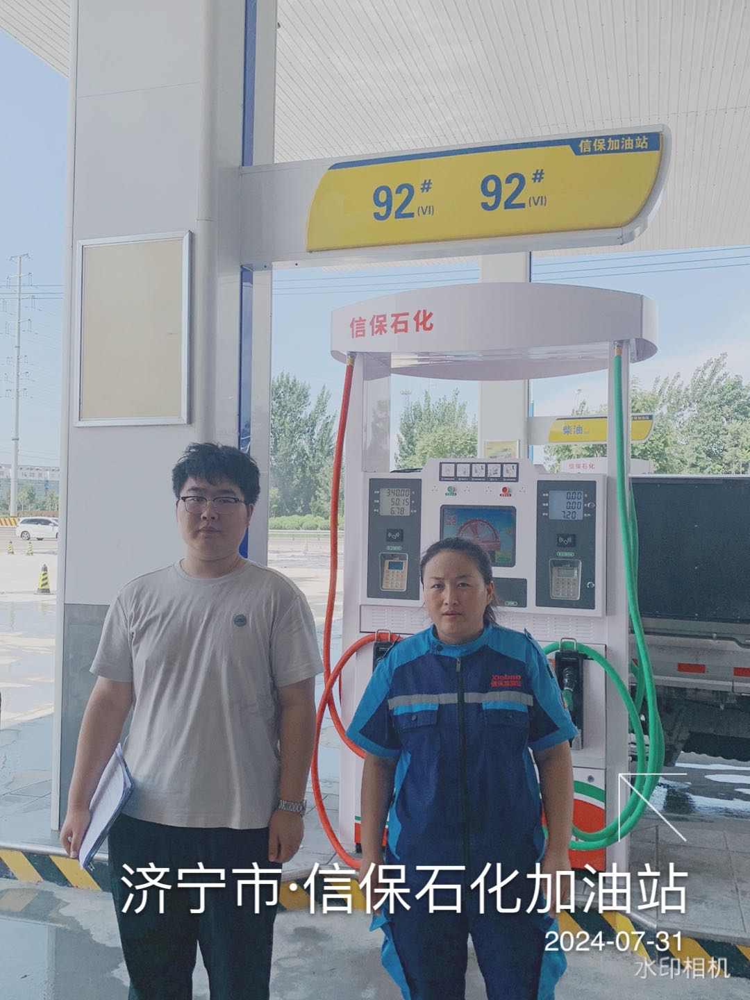 信保加油站
92#(VI) 92#(VI)
信保石化
柴油
信保石化
340.00
50.15
6.78
0.00
0.00
7.20
Xinbao
信保加油站
济宁市·信保石化加油站
2024-07-31
水印相机